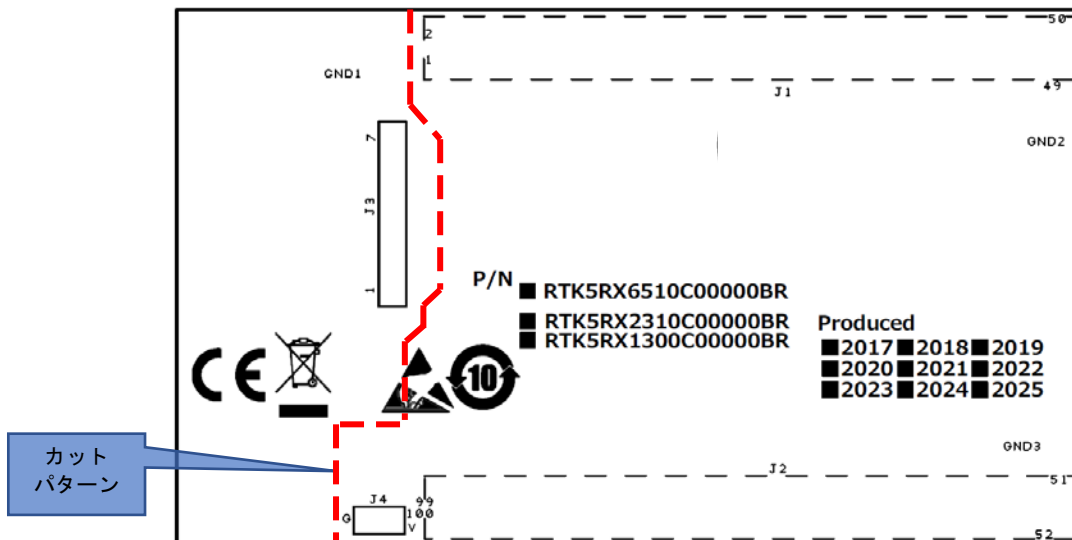 50
2
1
GND1
J1
49
GND2
7
J3
1
P/N
■ RTK5RX6510C00000BR
■ RTK5RX2310C00000BR
■ RTK5RX1300C00000BR
Produced
■2017■2018■2019
■2020■2021■2022
■2023■2024■2025
CE
10
カット
パターン
GND3
J2
51
J4
99
100
G
V
52